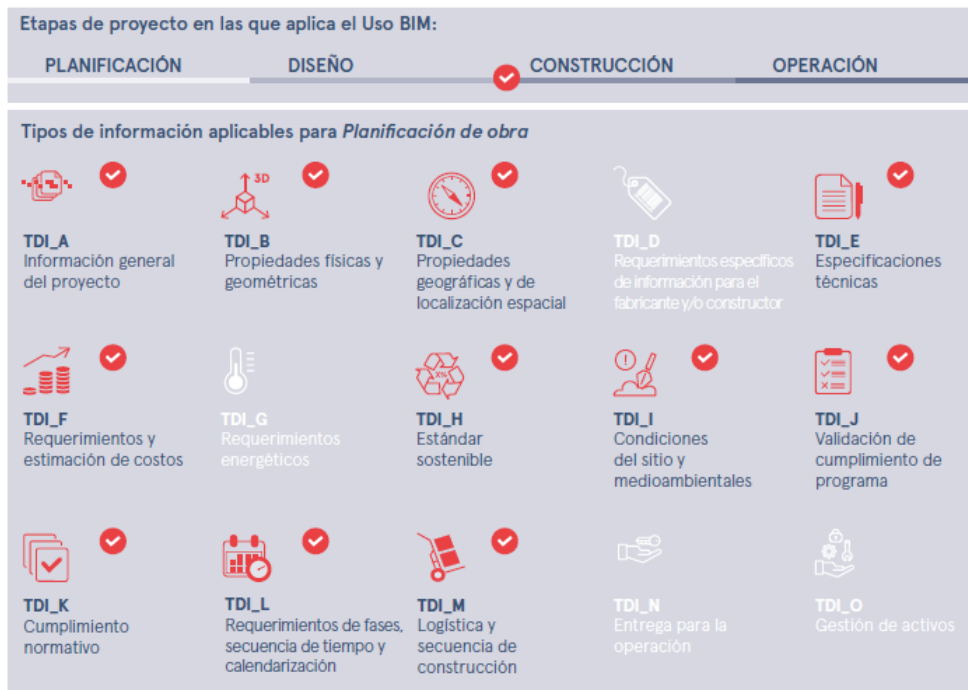 Etapas de proyecto en las que aplica el Uso BIM:
PLANIFICACIÓN
DISEÑO
CONSTRUCCIÓN
OPERACIÓN
Tipos de información aplicables para Planificación de obra
TDI_A
Información general
del proyecto
3D
TDI_B
Propiedades físicas y
geométricas
TDI_C
Propiedades
geográficas y de
localización espacial
TDI_D
Requerimientos específicos
de información para el
fabricante y/o constructor
TDI_E
Especificaciones
técnicas
TDI_F
Requerimientos y
estimación de costos
TDI_G
Requerimientos
energéticos
X%
TDI_H
Estándar
sostenible
TDI_I
Condiciones
del sitio y
medioambientales
TDI_J
Validación de
cumplimiento de
programa
TDI_K
Cumplimiento
normativo
TDI_L
Requerimientos de fases,
secuencia de tiempo y
calendarización
TDI_M
Logística y
secuencia de
construcción
TDI_N
Entrega para la
operación
TDI_O
Gestión de activos